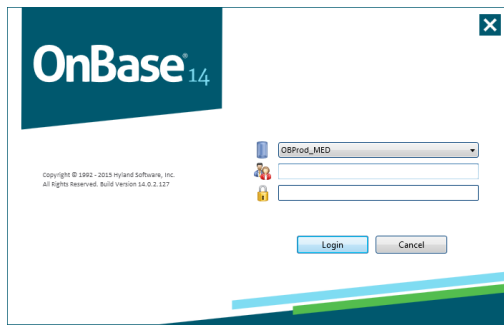 OnBase® 14
OBProd_MED
Copyright © 1992 - 2015 Hyland Software, Inc.
All Rights Reserved. Build Version 14.0.2.127
Login
Cancel